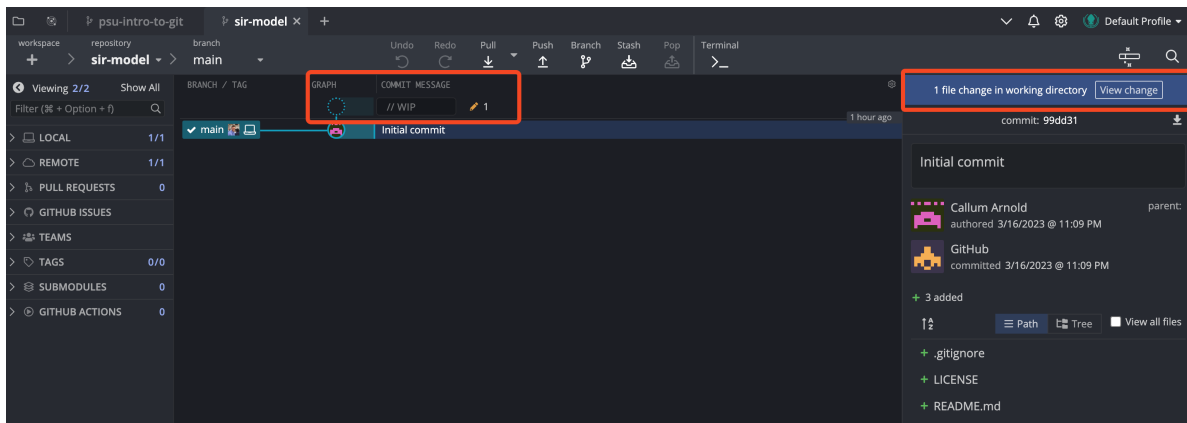 psu-intro-to-git
sir-model
Default Profile
workspace repository branch
sir-model main
Undo Redo Pull Push Branch Stash Pop Terminal
Viewing 2/2 Show All
Filter (⌘ + Option + f)
LOCAL 1/1
REMOTE 1/1
PULL REQUESTS 0
GITHUB ISSUES
TEAMS
TAGS 0/0
SUBMODULES 0
GITHUB ACTIONS 0
BRANCH / TAG GRAPH COMMIT MESSAGE
// WIP 1
1 hour ago
main Initial commit
1 file change in working directory View change
commit: 99dd31
Initial commit
Callum Arnold parent:
authored 3/16/2023 @ 11:09 PM
GitHub
committed 3/16/2023 @ 11:09 PM
+ 3 added
Path Tree View all files
+ .gitignore
+ LICENSE
+ README.md